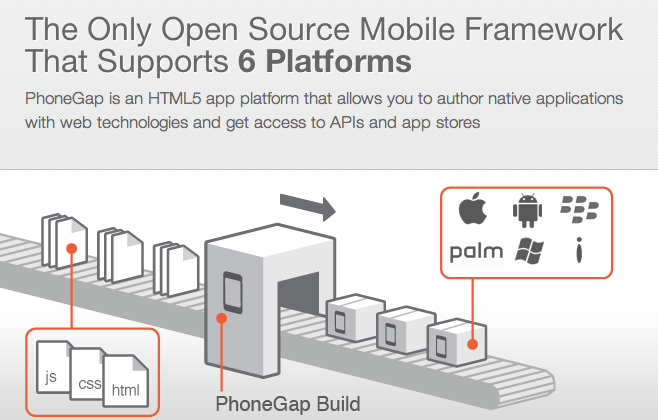 The Only Open Source Mobile Framework
That Supports 6 Platforms
PhoneGap is an HTML5 app platform that allows you to author native applications
with web technologies and get access to APIs and app stores
palm
i
js
css
html
PhoneGap Build